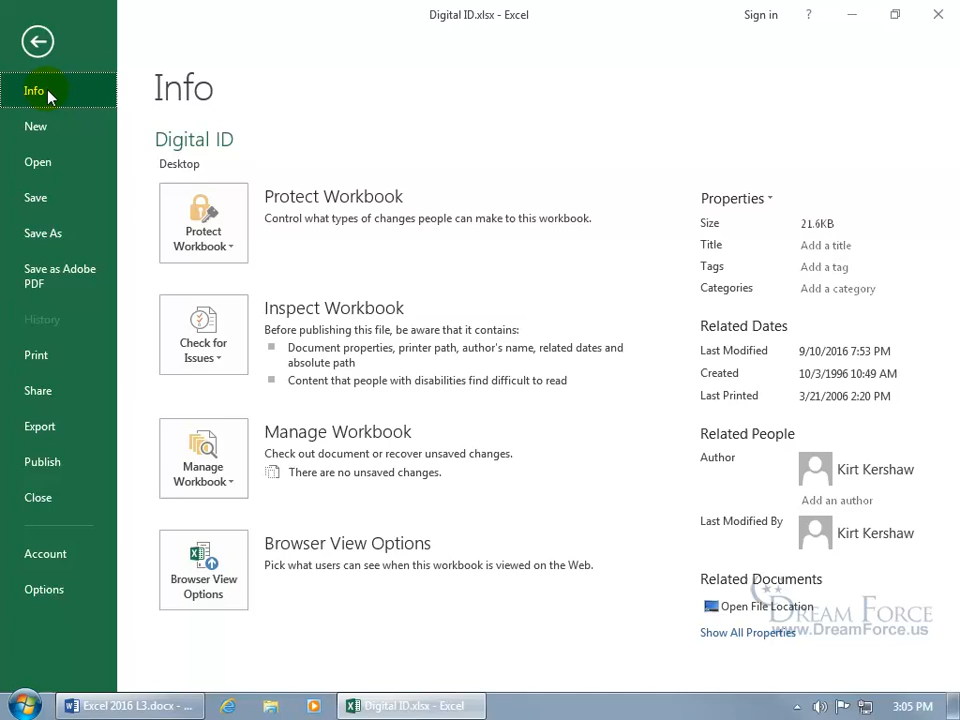 Digital ID.xlsx - Excel
Sign in
?
Info
New
Open
Save
Save As
Save as Adobe
PDF
History
Print
Share
Export
Publish
Close
Account
Options
Info
Digital ID
Desktop
Protect
Workbook
Protect Workbook
Control what types of changes people can make to this workbook.
Check for
Issues
Inspect Workbook
Before publishing this file, be aware that it contains:
Document properties, printer path, author's name, related dates and
absolute path
Content that people with disabilities find difficult to read
Manage
Workbook
Manage Workbook
Check out document or recover unsaved changes.
There are no unsaved changes.
Browser View
Options
Browser View Options
Pick what users can see when this workbook is viewed on the Web.
Properties
Size 21.6KB
Title Add a title
Tags Add a tag
Categories Add a category
Related Dates
Last Modified 9/10/2016 7:53 PM
Created 10/3/1996 10:49 AM
Last Printed 3/21/2006 2:20 PM
Related People
Author Kirt Kershaw
Add an author
Last Modified By Kirt Kershaw
Related Documents
Open File Location
Show All Properties
DREAM FORCE
www.DreamForce.us
Excel 2016 L3.docx - ...
Digital ID.xlsx - Excel
3:05 PM